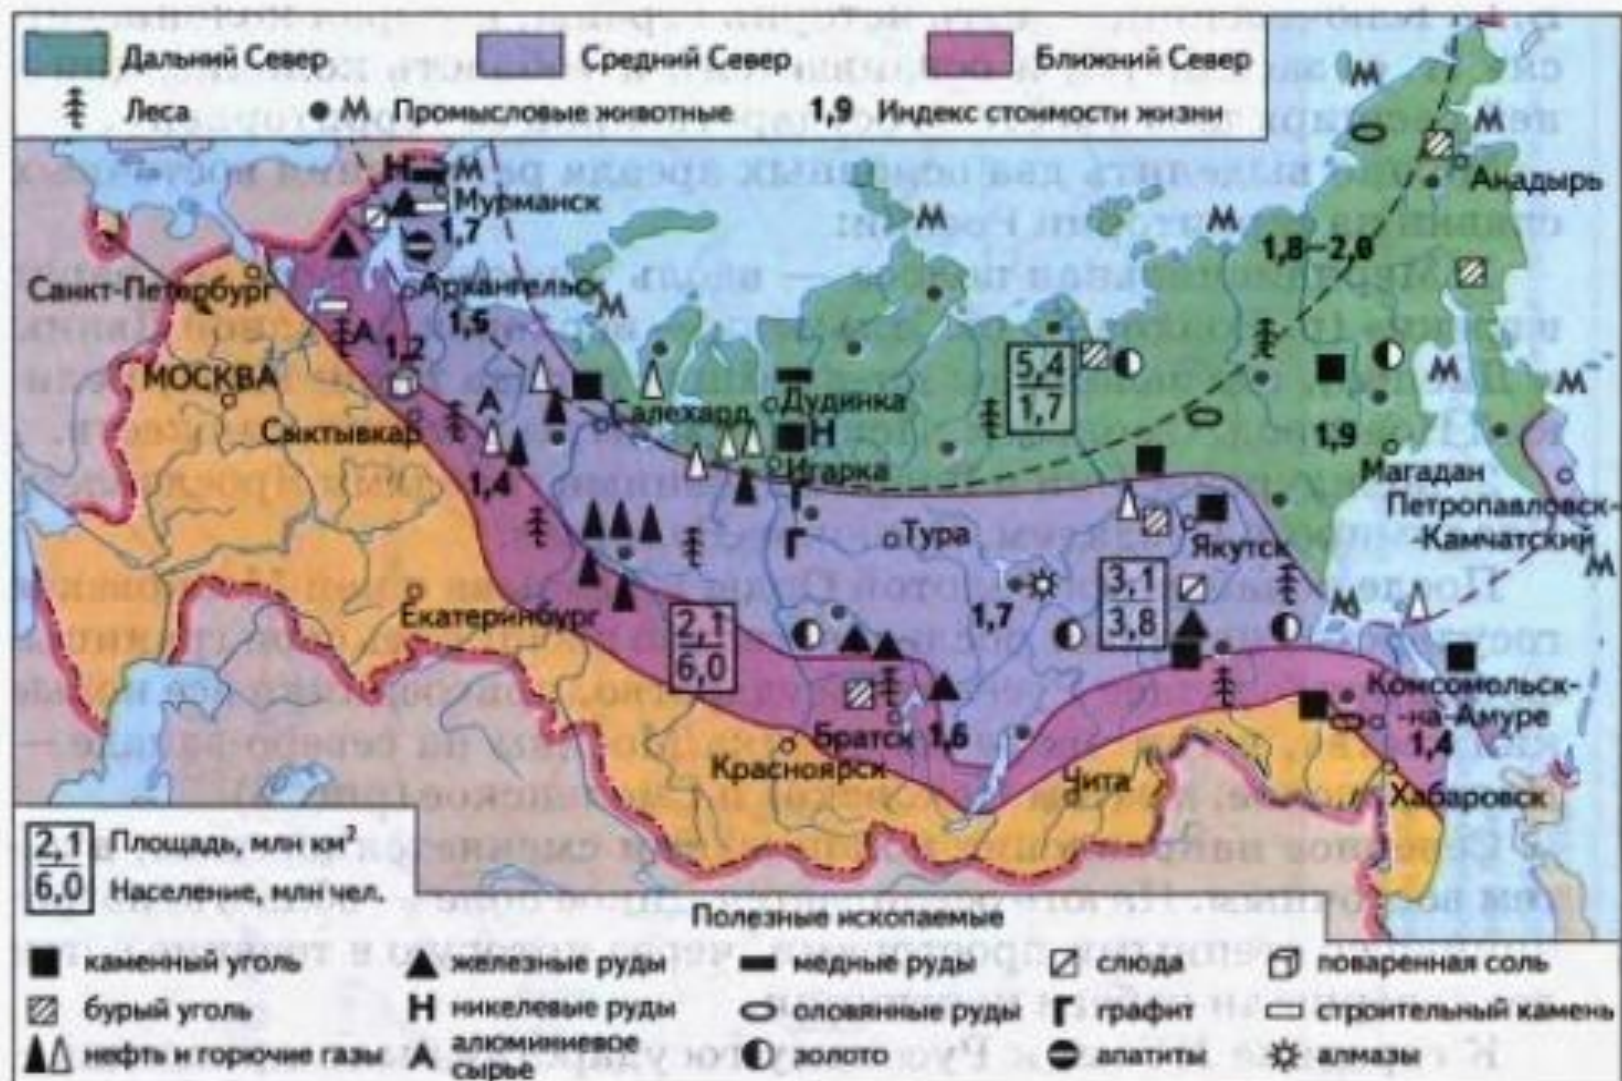 Дальний Север
Средний Север
Ближний Север
Леса
М Промысловые животные
1,9 Индекс стоимости жизни
М
М
Анадырь
Н
М
Мурманск
1,7
М
М
1,8–2,0
Санкт-Петербург
Архангельск
М
1,5
А
1,2
МОСКВА
А
5,4
1,7
М
М
Салехард
Дудинка
Сыктывкар
Н
1,9
Магадан
Игарка
1,4
Г
Г
Петропавловск-
-Камчатский
Тура
Якутск
М
Екатеринбург
2,1
6,0
1,7
3,1
3,8
М
Комсомольск-
-на-Амуре
Братск
1,6
1,4
Красноярск
Чита
Хабаровск
2,1
6,0
Площадь, млн км²
Население, млн чел.
Полезные ископаемые
каменный уголь
железные руды
медные руды
слюда
поваренная соль
бурый уголь
Н никелевые руды
оловянные руды
Г графит
строительный камень
нефть и горючие газы
А алюминиевое
сырьё
золото
апатиты
алмазы